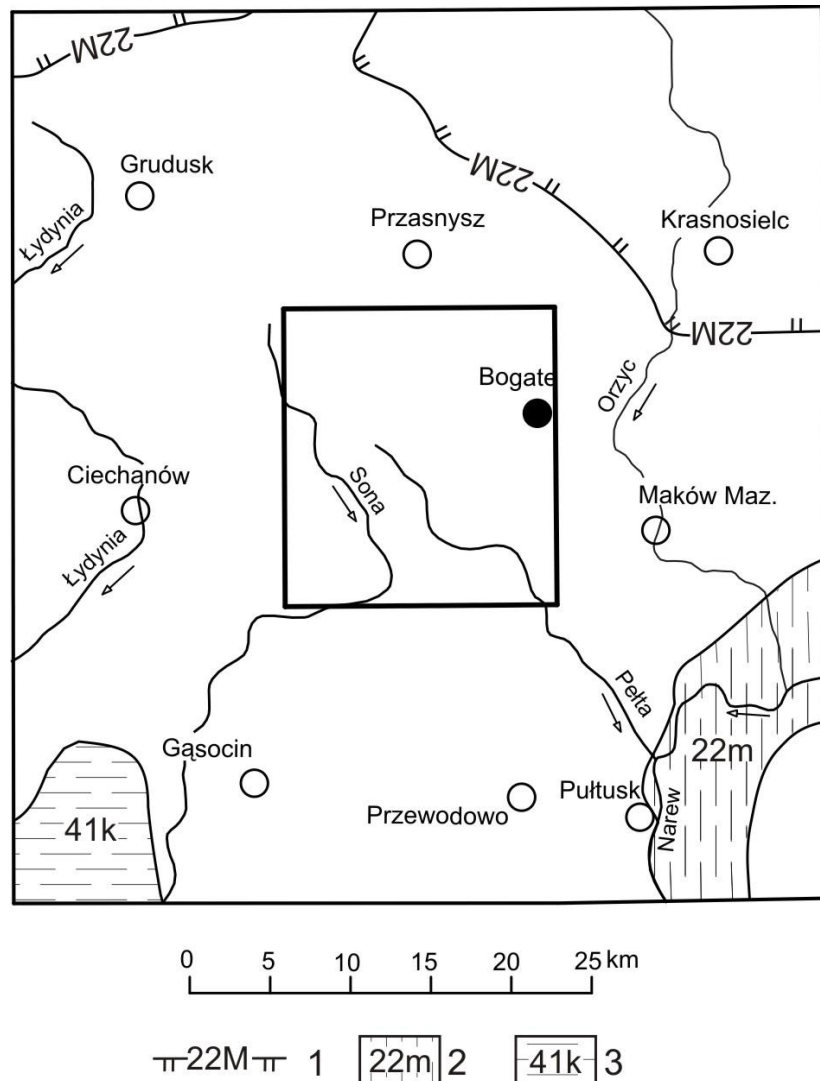 22M
Grudusk
Łydynia
Przasnysz
22M
Krasnosielc
22M
Bogate
Orzyc
Ciechanów
Sona
Maków Maz.
Łydynia
Pełta
Gąsocin
22m
Przewodowo
Pułtusk
Narew
41k
0 5 10 15 20 25 km
22M 1 22m 2 41k 3